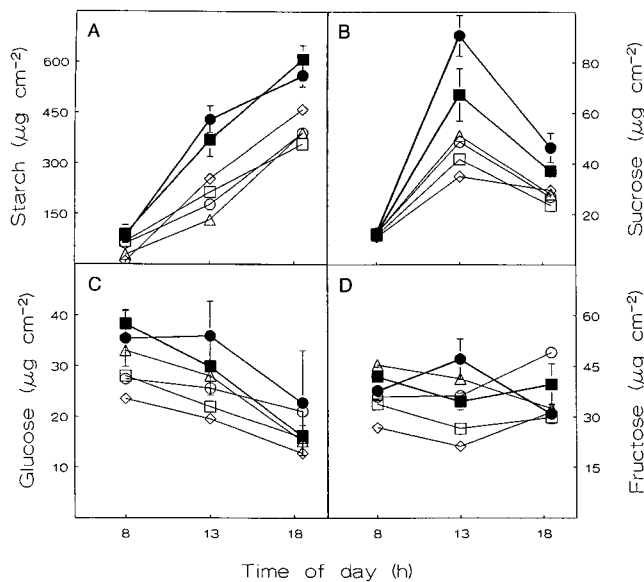 A
B
600
450
300
150
Starch (μg cm⁻²)
80
60
40
20
Sucrose (μg cm⁻²)
C
D
40
30
20
10
Glucose (μg cm⁻²)
60
45
30
15
Fructose (μg cm⁻²)
8 13 18 8 13 18
Time of day (h)